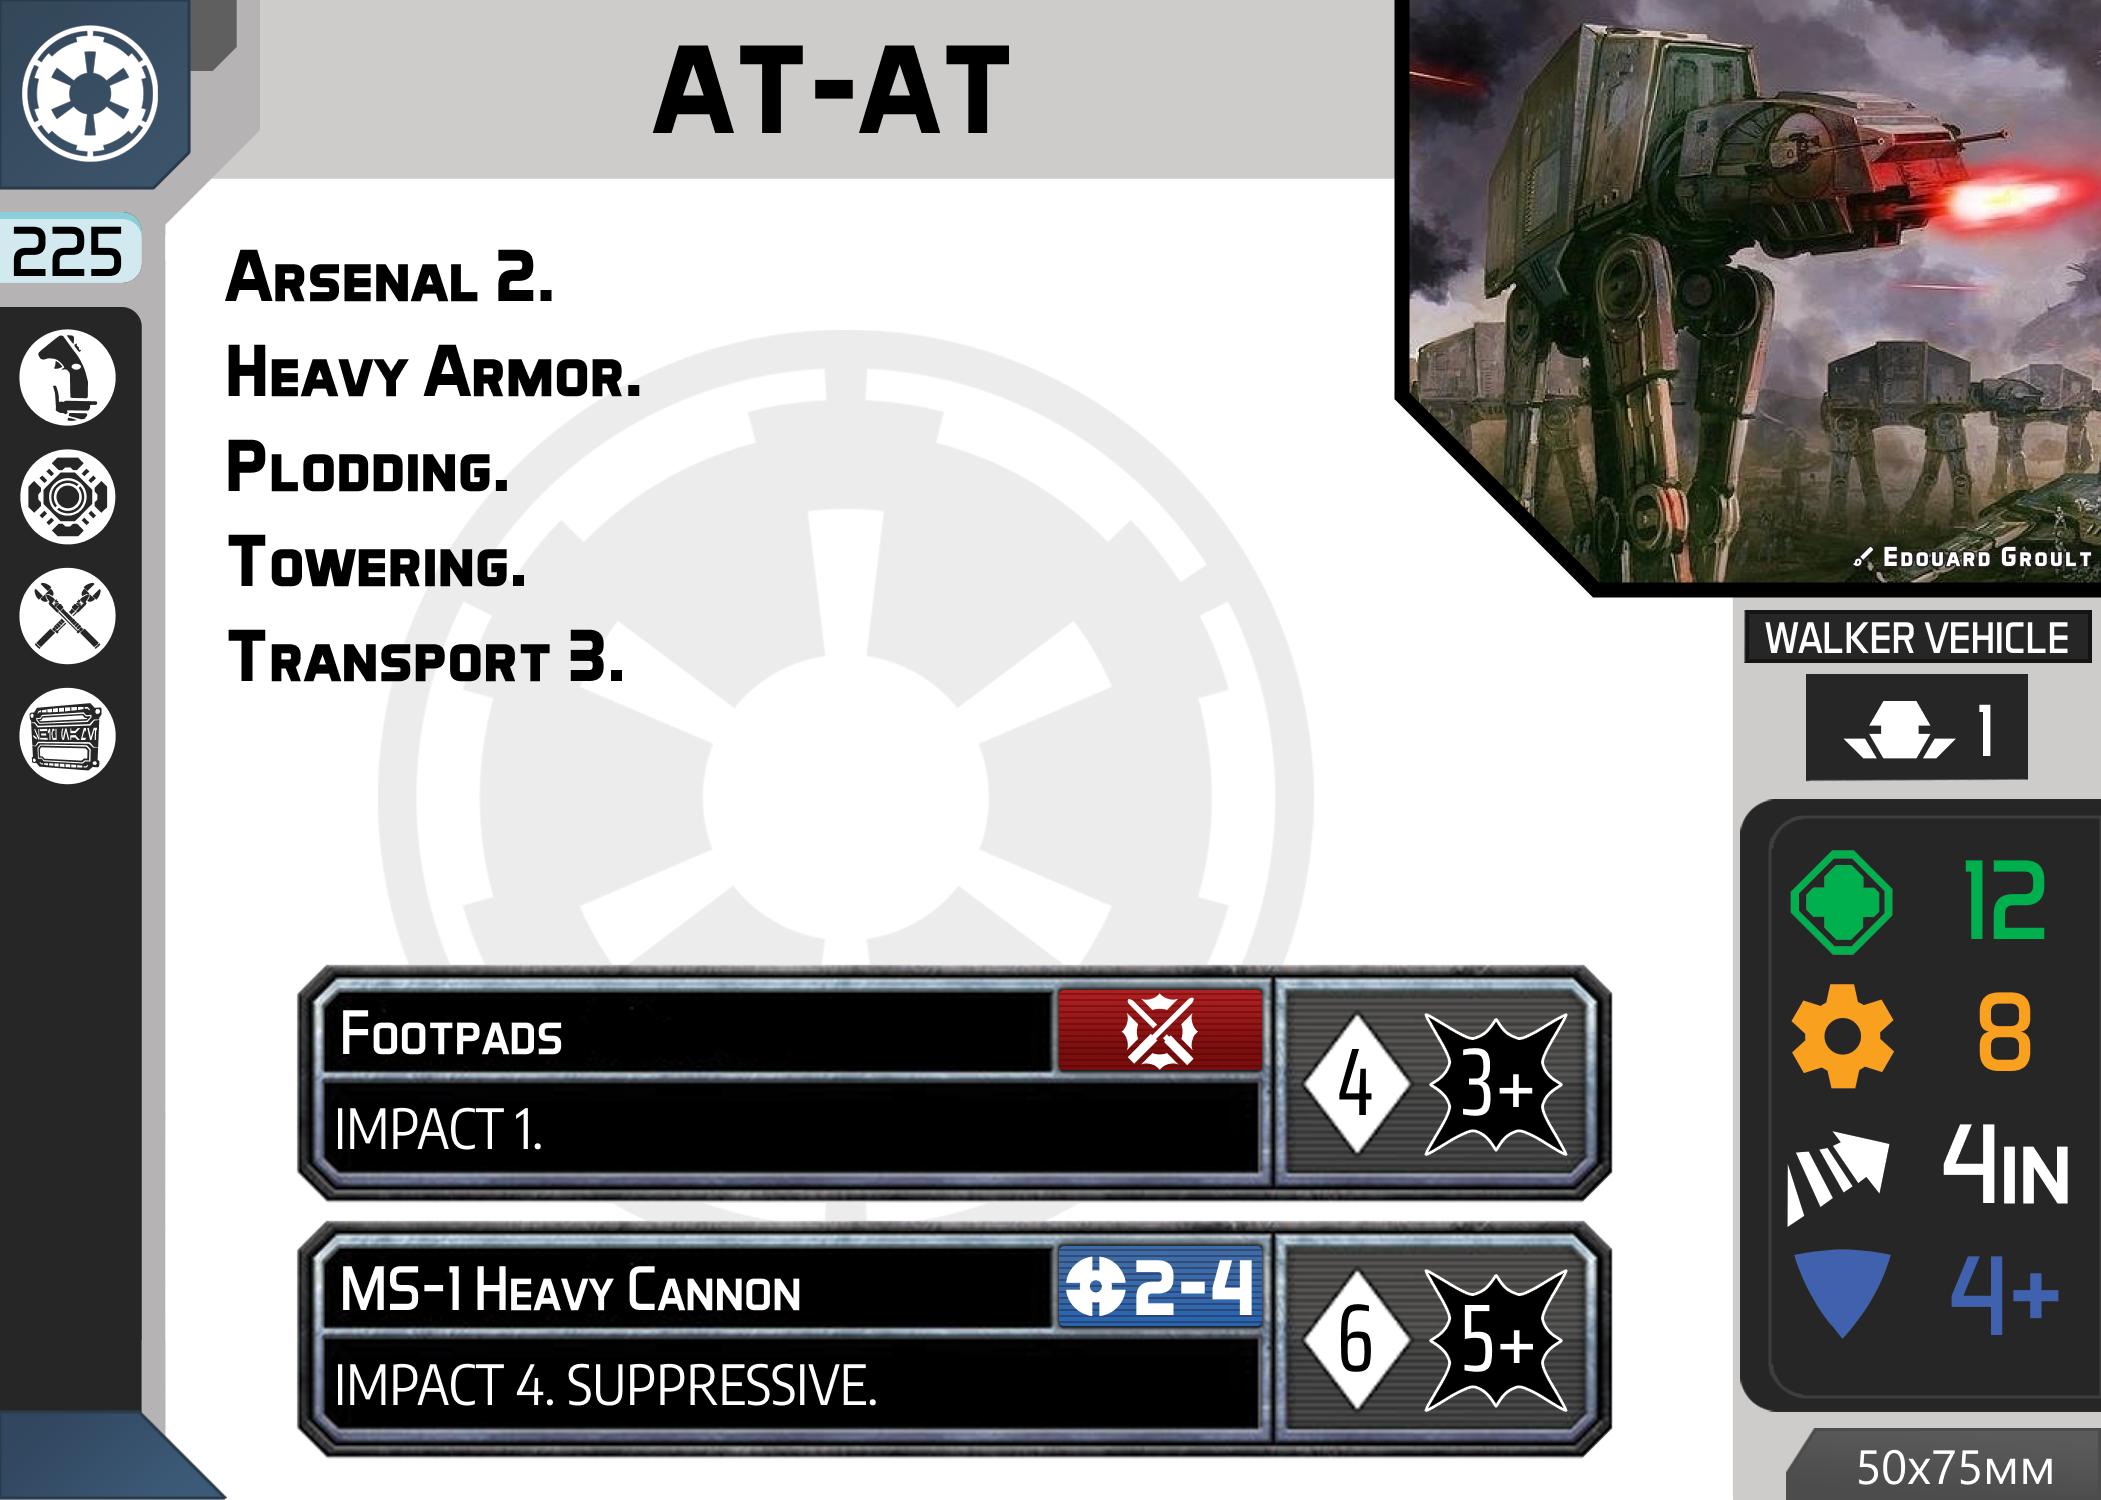 AT-AT
225
Arsenal 2.
Heavy Armor.
Plodding.
Towering.
Transport 3.
Edouard Groult
WALKER VEHICLE
1
12
8
4in
4+
Footpads
IMPACT 1.
4 3+
MS-1 Heavy Cannon 2-4
IMPACT 4. SUPPRESSIVE.
6 5+
50x75mm